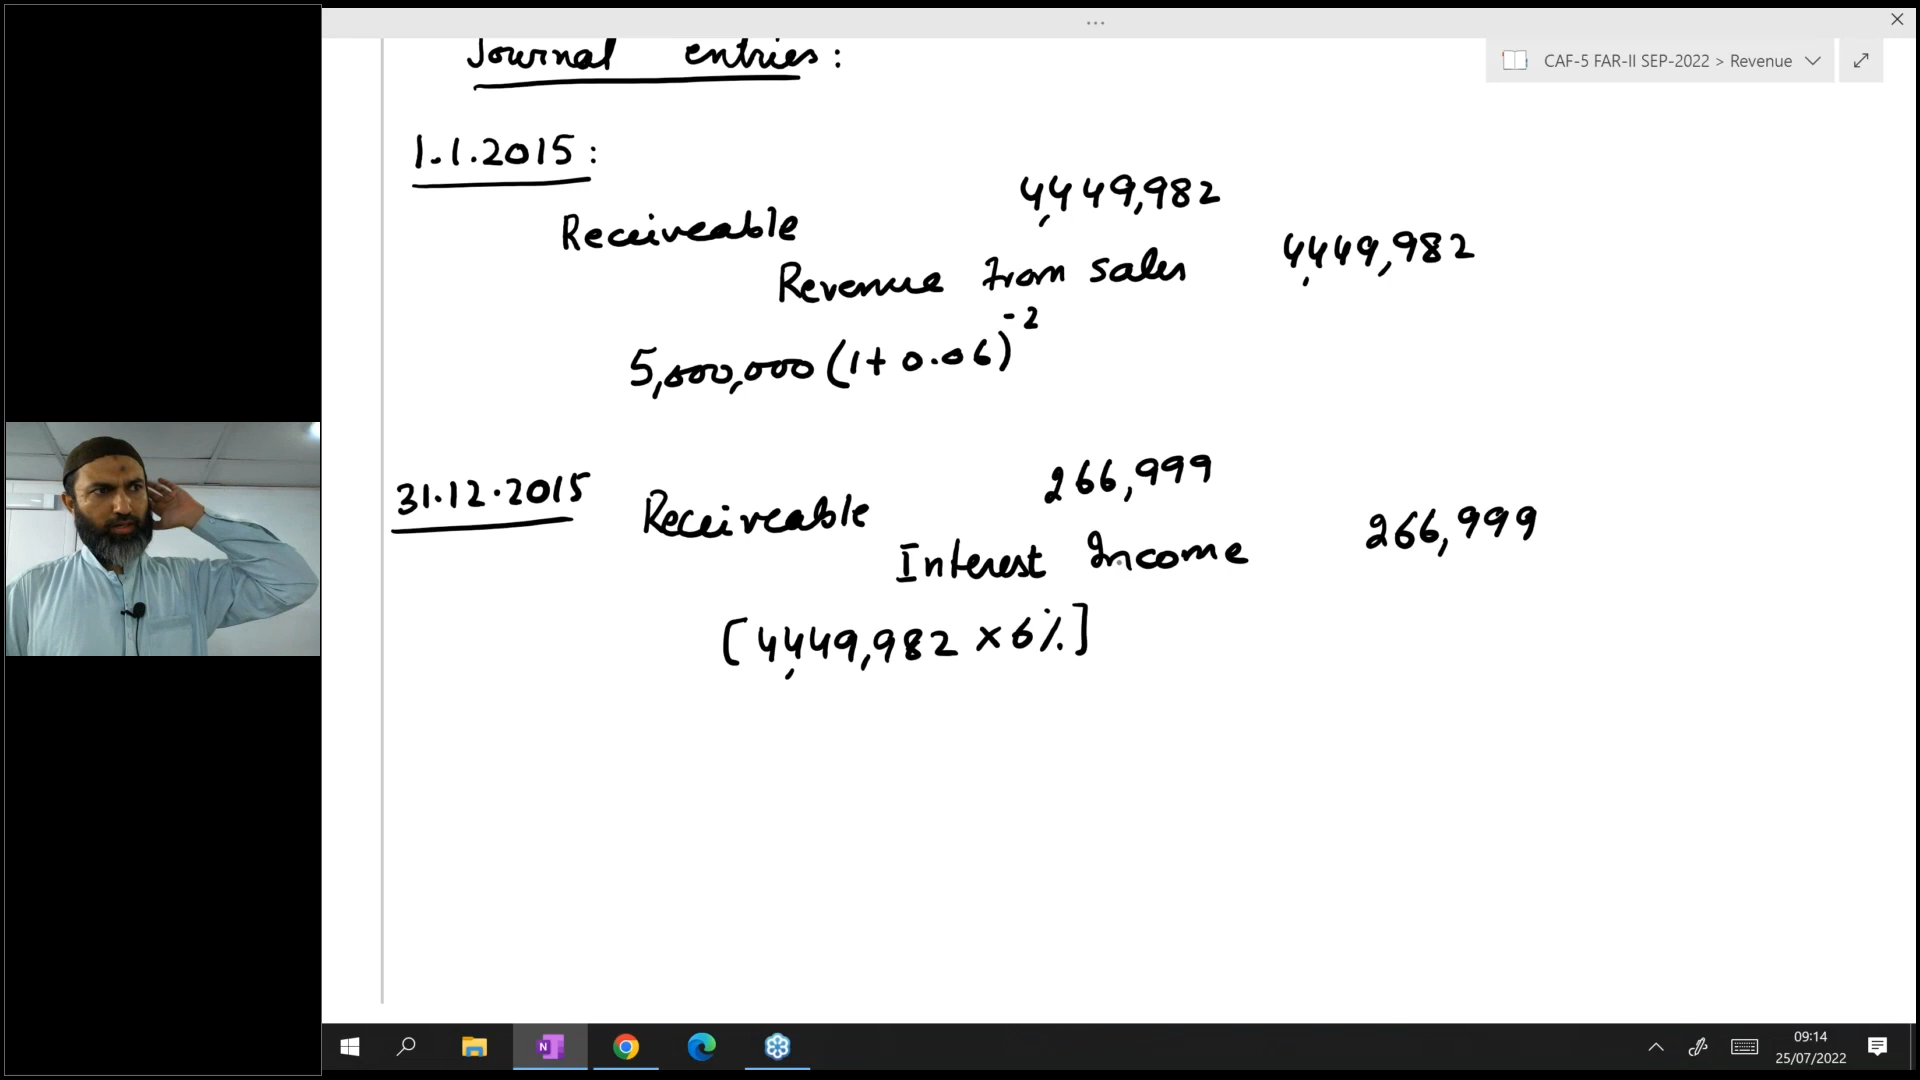 Journal entries :
CAF-5 FAR-II SEP-2022 > Revenue
1.1.2015 :
Receiveable 4,449,982
Revenue from sales 4,449,982
5,000,000 (1+ 0.06)⁻²
31.12.2015 Receiveable 266,999
Interest Income 266,999
[4,449,982 × 6%]
09:14
25/07/2022